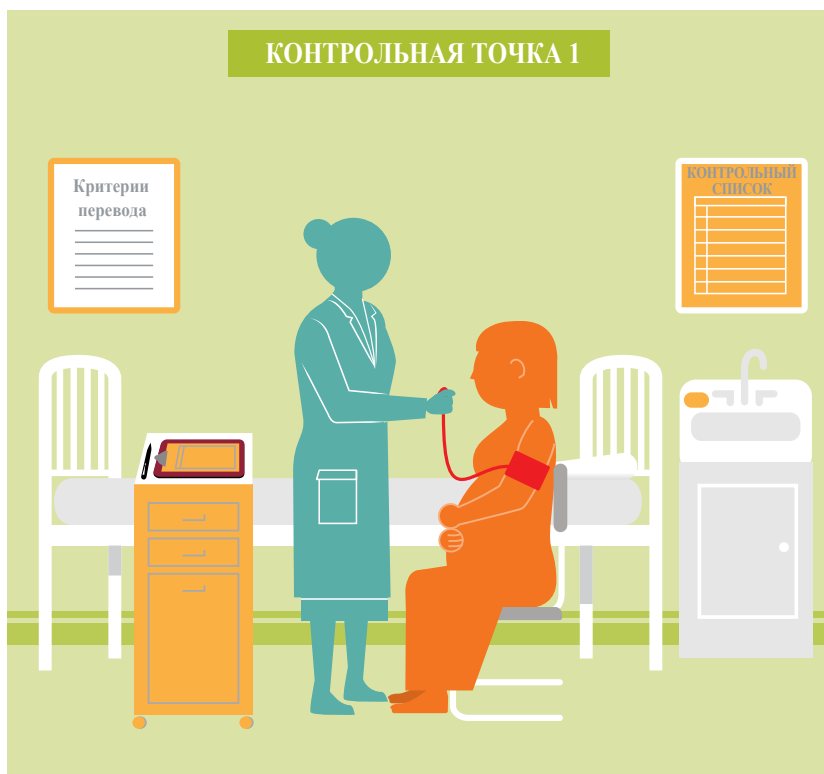 КОНТРОЛЬНАЯ ТОЧКА 1
Критерии
перевода
КОНТРОЛЬНЫЙ
СПИСОК